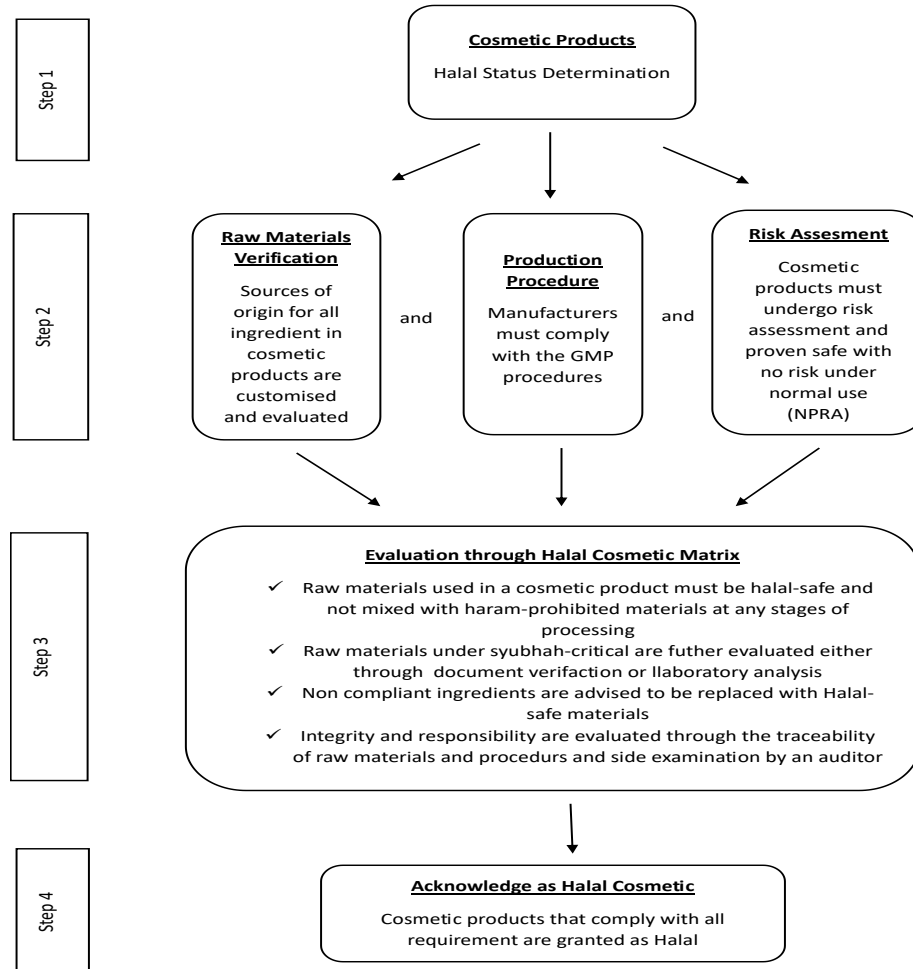 Step 1
Cosmetic Products
Halal Status Determination
Step 2
Raw Materials
Verification
Sources of
origin for all
ingredient in
cosmetic
products are
customised
and evaluated
and
Production
Procedure
Manufacturers
must comply
with the GMP
procedures
and
Risk Assesment
Cosmetic
products must
undergo risk
assessment and
proven safe with
no risk under
normal use
(NPRA)
Step 3
Evaluation through Halal Cosmetic Matrix
✓ Raw materials used in a cosmetic product must be halal-safe and
not mixed with haram-prohibited materials at any stages of
processing
✓ Raw materials under syubhah-critical are futher evaluated either
through document verifaction or llaboratory analysis
✓ Non compliant ingredients are advised to be replaced with Halal-
safe materials
✓ Integrity and responsibility are evaluated through the traceability
of raw materials and procedurs and side examination by an auditor
Step 4
Acknowledge as Halal Cosmetic
Cosmetic products that comply with all
requirement are granted as Halal